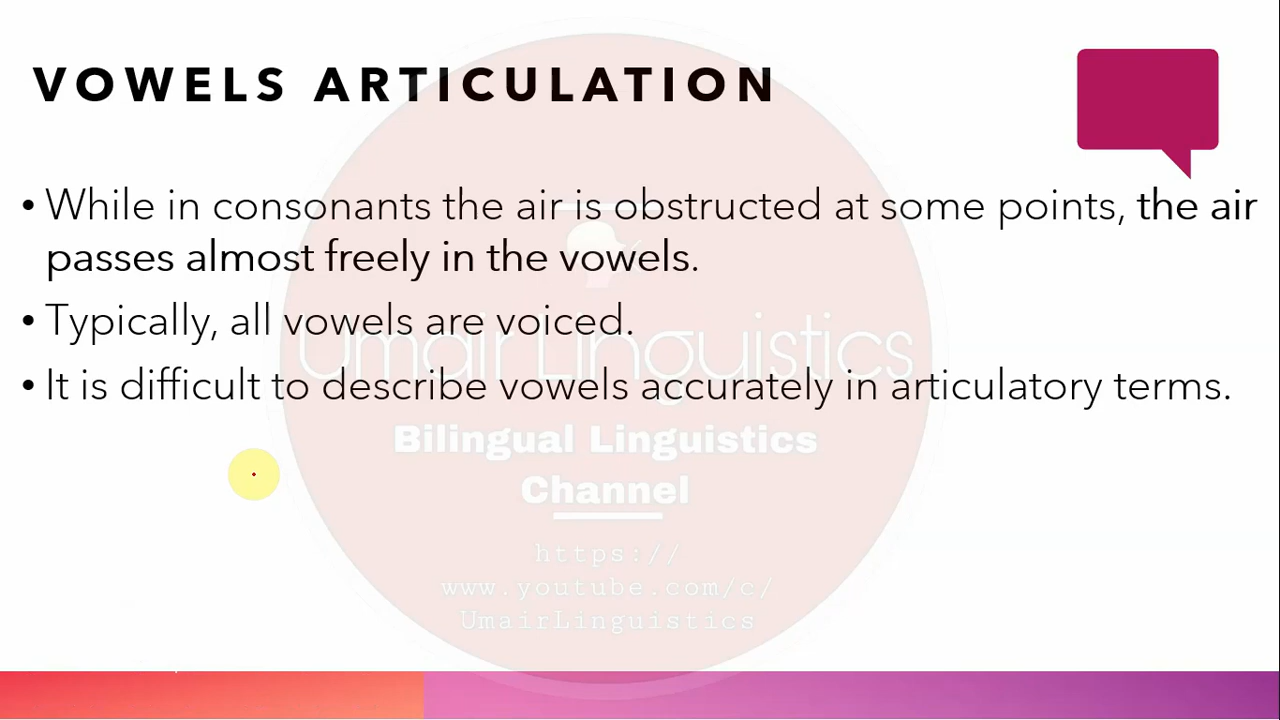 VOWELS ARTICULATION
• While in consonants the air is obstructed at some points, the air
passes almost freely in the vowels.
• Typically, all vowels are voiced.
• It is difficult to describe vowels accurately in articulatory terms.
Umair Linguistics
Bilingual Linguistics
Channel
https://
www.youtube.com/c/
UmairLinguistics